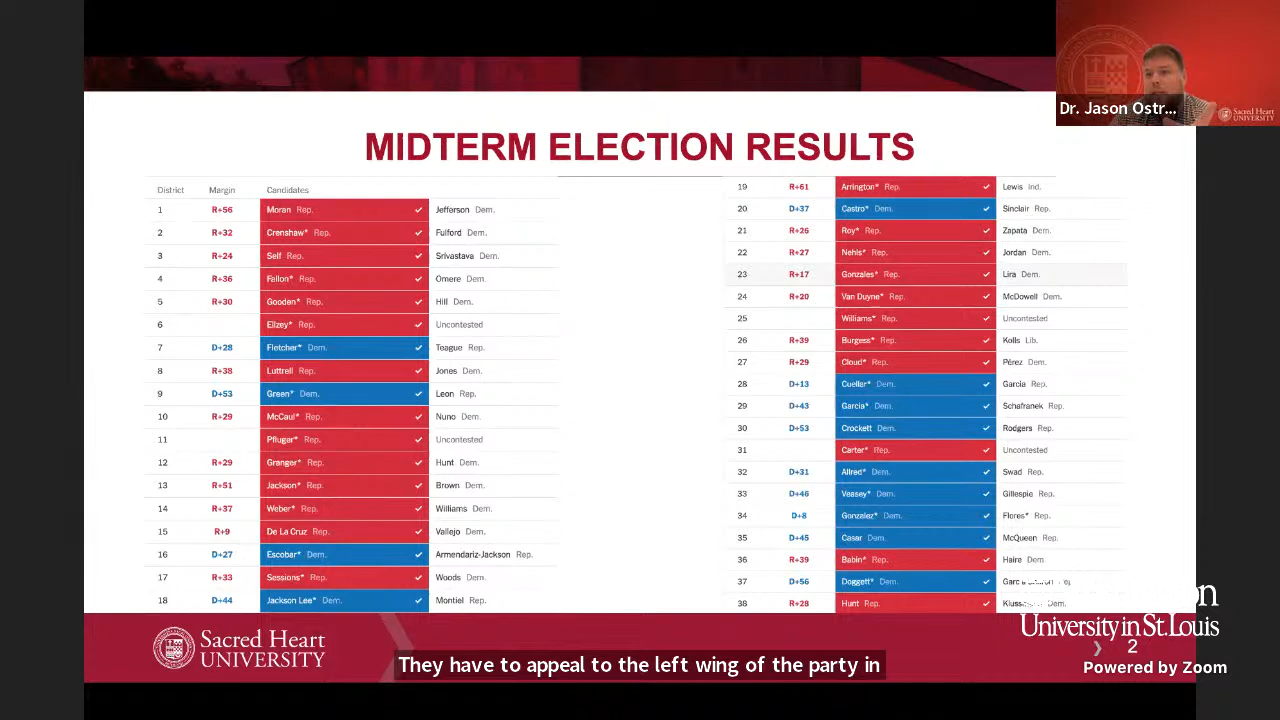 Dr. Jason Ostr...
Sacred Heart
UNIVERSITY
MIDTERM ELECTION RESULTS
District Margin Candidates
1 R+56 Moran Rep. ✓ Jefferson Dem.
2 R+32 Crenshaw* Rep. ✓ Fulford Dem.
3 R+24 Self Rep. ✓ Srivastava Dem.
4 R+36 Fallon* Rep. ✓ Omere Dem.
5 R+30 Gooden* Rep. ✓ Hill Dem.
6 Ellzey* Rep. ✓ Uncontested
7 D+28 Fletcher* Dem. ✓ Teague Rep.
8 R+38 Luttrell Rep. ✓ Jones Dem.
9 D+53 Green* Dem. ✓ Leon Rep.
10 R+29 McCaul* Rep. ✓ Nuno Dem.
11 Pfluger* Rep. ✓ Uncontested
12 R+29 Granger* Rep. ✓ Hunt Dem.
13 R+51 Jackson* Rep. ✓ Brown Dem.
14 R+37 Weber* Rep. ✓ Williams Dem.
15 R+9 De La Cruz Rep. ✓ Vallejo Dem.
16 D+27 Escobar* Dem. ✓ Armendariz-Jackson Rep.
17 R+33 Sessions* Rep. ✓ Woods Dem.
18 D+44 Jackson Lee* Dem. ✓ Montiel Rep.
19 R+61 Arrington* Rep. ✓ Lewis Ind.
20 D+37 Castro* Dem. ✓ Sinclair Rep.
21 R+26 Roy* Rep. ✓ Zapata Dem.
22 R+27 Nehls* Rep. ✓ Jordan Dem.
23 R+17 Gonzales* Rep. ✓ Lira Dem.
24 R+20 Van Duyne* Rep. ✓ McDowell Dem.
25 Williams* Rep. ✓ Uncontested
26 R+39 Burgess* Rep. ✓ Kolls Lib.
27 R+29 Cloud* Rep. ✓ Pérez Dem.
28 D+13 Cuellar* Dem. ✓ Garcia Rep.
29 D+43 Garcia* Dem. ✓ Schafranek Rep.
30 D+53 Crockett Dem. ✓ Rodgers Rep.
31 Carter* Rep. ✓ Uncontested
32 D+31 Allred* Dem. ✓ Swad Rep.
33 D+46 Veasey* Dem. ✓ Gillespie Rep.
34 D+8 Gonzalez* Dem. ✓ Flores* Rep.
35 D+45 Casar Dem. ✓ McQueen Rep.
36 R+39 Babin* Rep. ✓ Haire Dem.
37 D+56 Doggett* Dem. ✓
38 R+28 Hunt Rep. ✓ Dem.
Sacred Heart
UNIVERSITY
University in St. Louis
2
Powered by Zoom
They have to appeal to the left wing of the party in